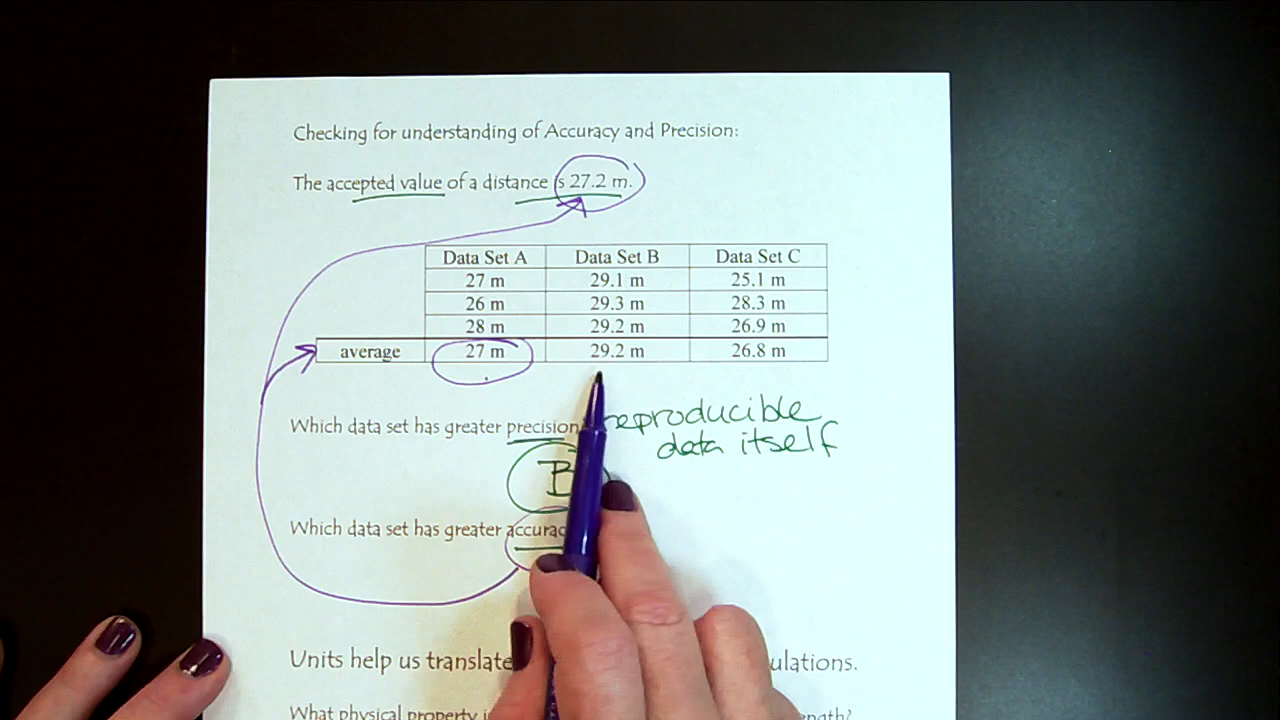 Checking for understanding of Accuracy and Precision:
The accepted value of a distance is 27.2 m.
Data Set A Data Set B Data Set C
27 m 29.1 m 25.1 m
26 m 29.3 m 28.3 m
28 m 29.2 m 26.9 m
average 27 m 29.2 m 26.8 m
Which data set has greater precision reproducible
data itself
B
Which data set has greater
Units help us translate
What physical property